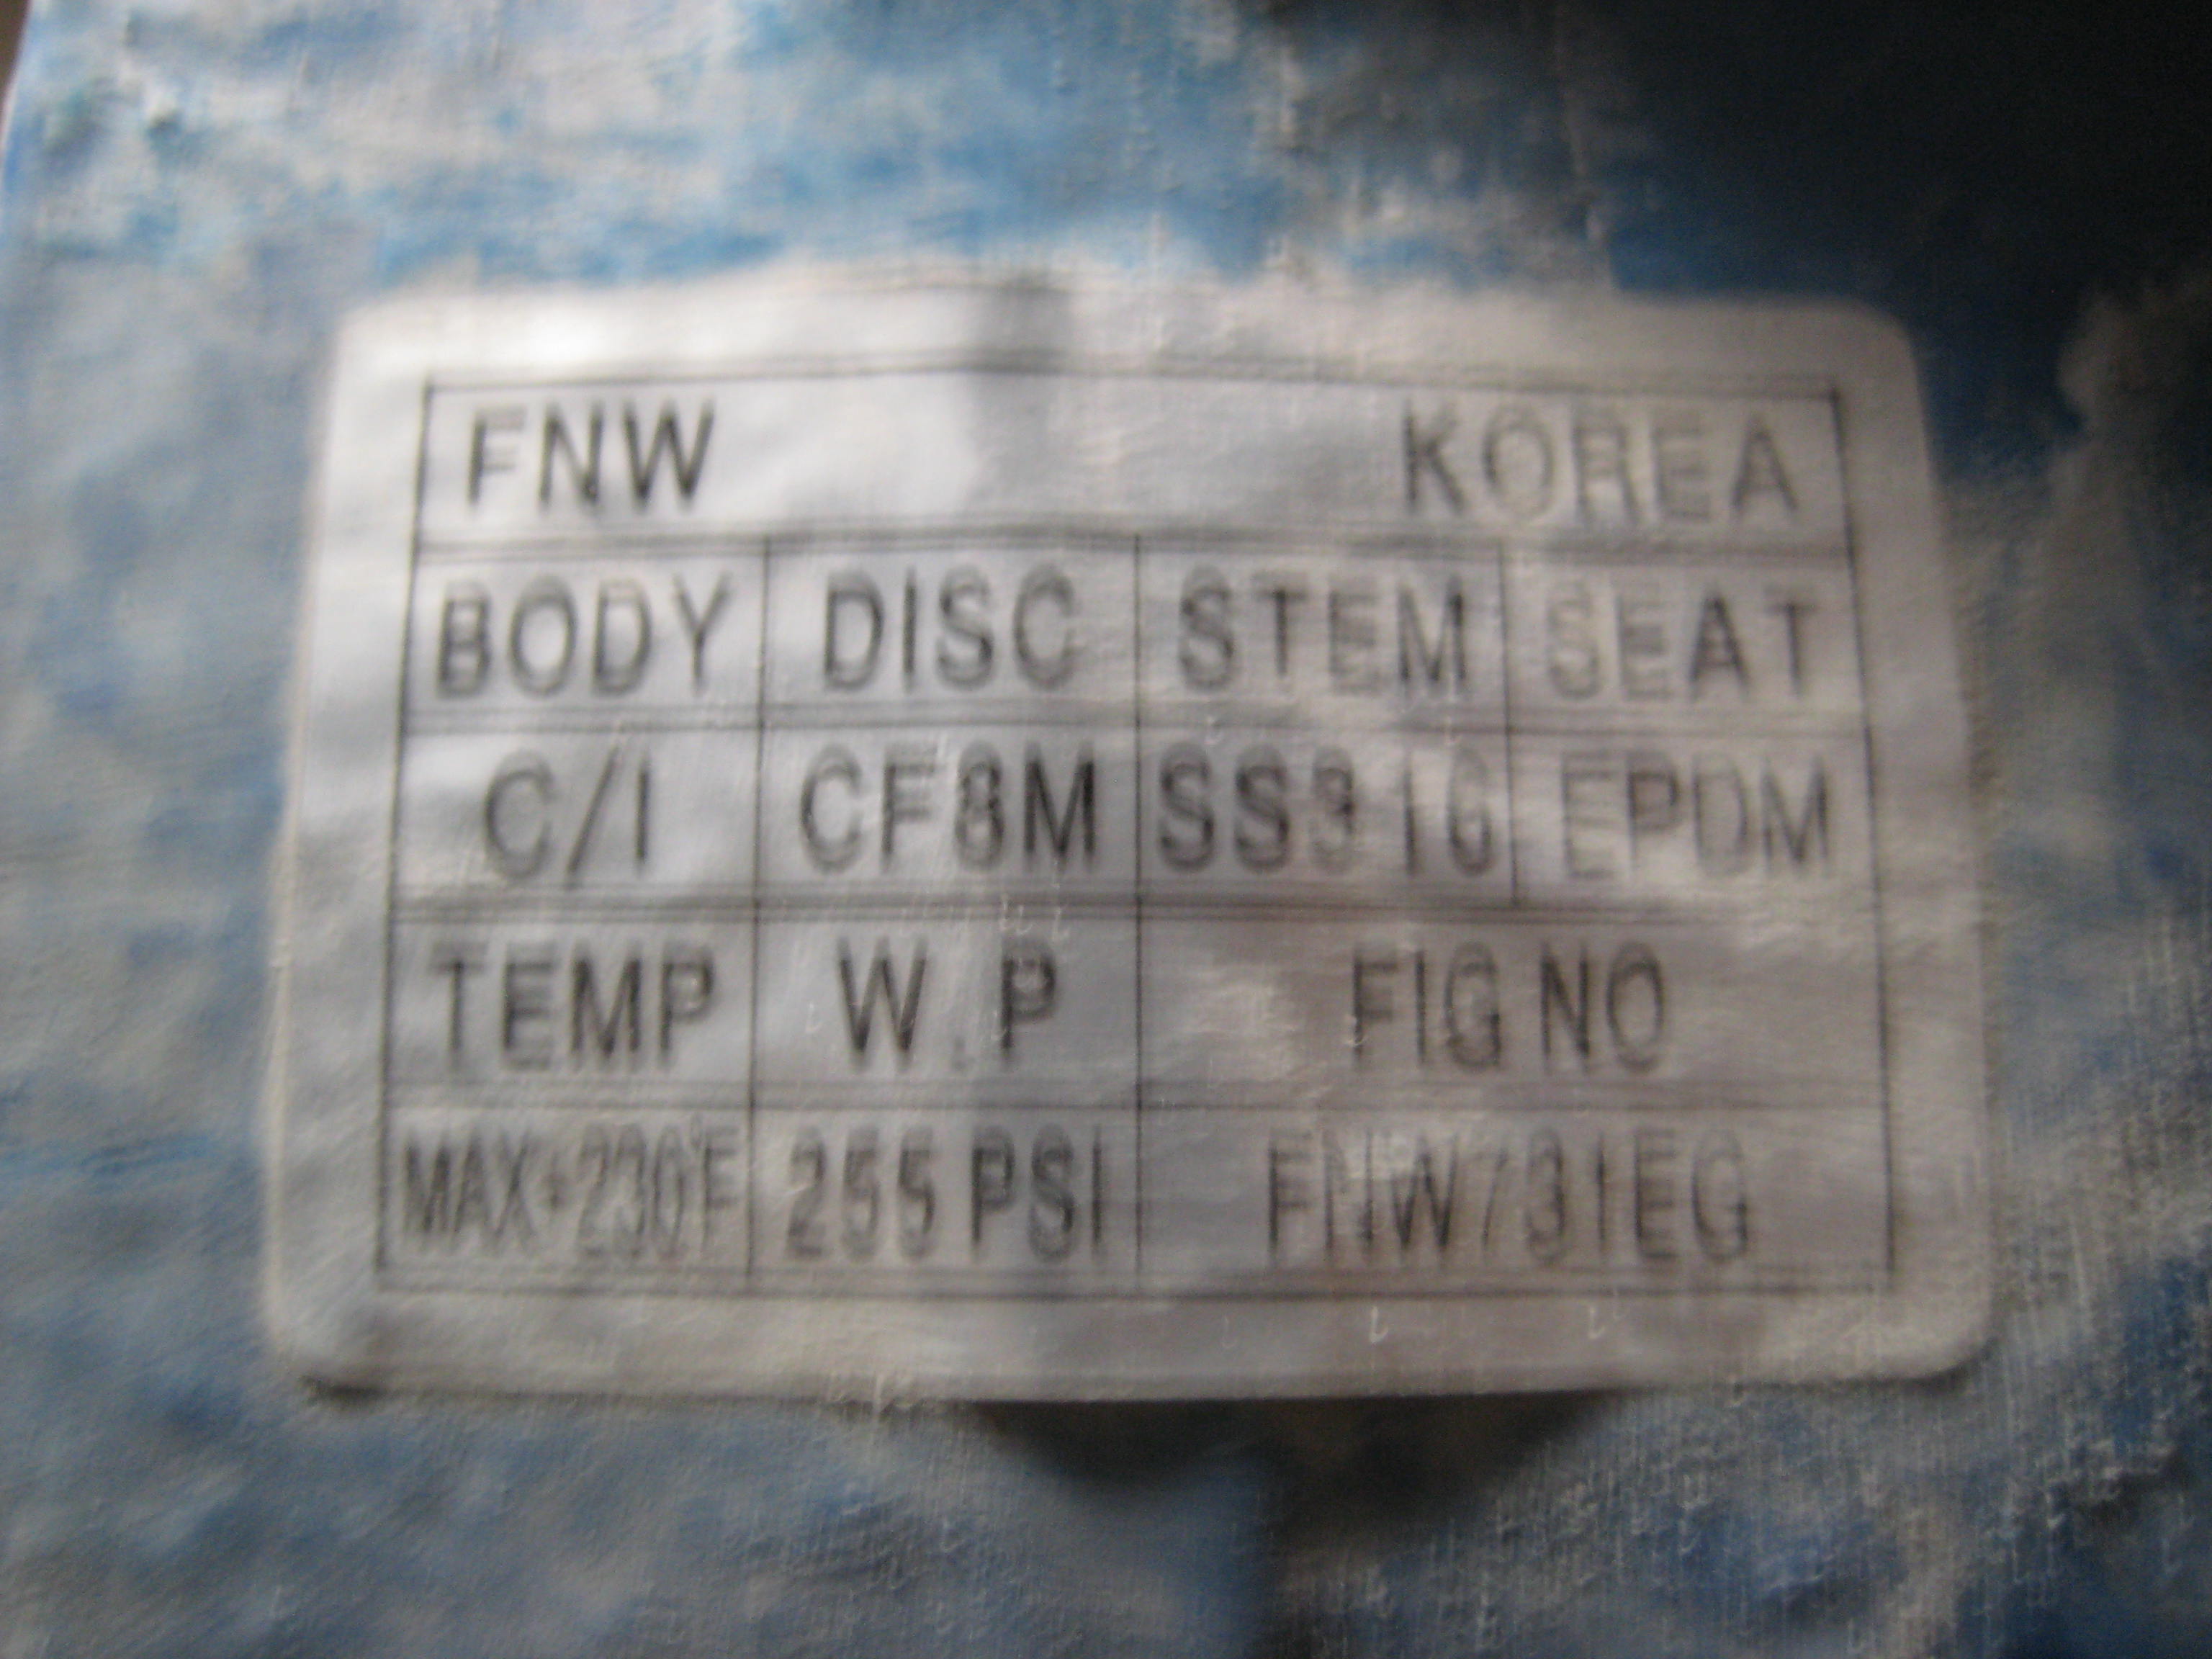 FNW KOREA
BODY DISC STEM SEAT
C/I CF8M SS316 EPDM
TEMP W.P FIG NO
MAX+230°F 255 PSI FNW731EG